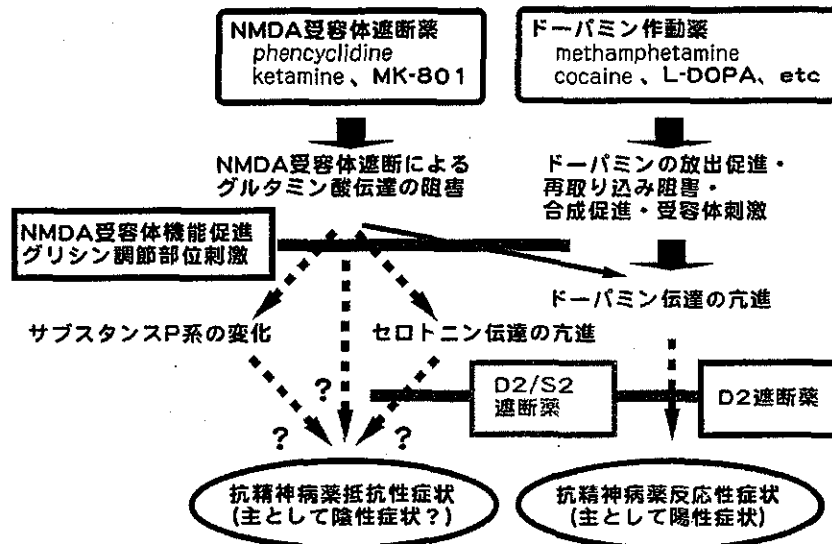 NMDA受容体遮断薬
phencyclidine
ketamine、MK-801
ドーパミン作動薬
methamphetamine
cocaine、L-DOPA、etc
NMDA受容体遮断による
グルタミン酸伝達の阻害
ドーパミンの放出促進・
再取り込み阻害・
合成促進・受容体刺激
NMDA受容体機能促進
グリシン調節部位刺激
ドーパミン伝達の亢進
サブスタンスP系の変化
セロトニン伝達の亢進
?
D2/S2
遮断薬
D2遮断薬
?
?
抗精神病薬抵抗性症状
(主として陰性症状?)
抗精神病薬反応性症状
(主として陽性症状)